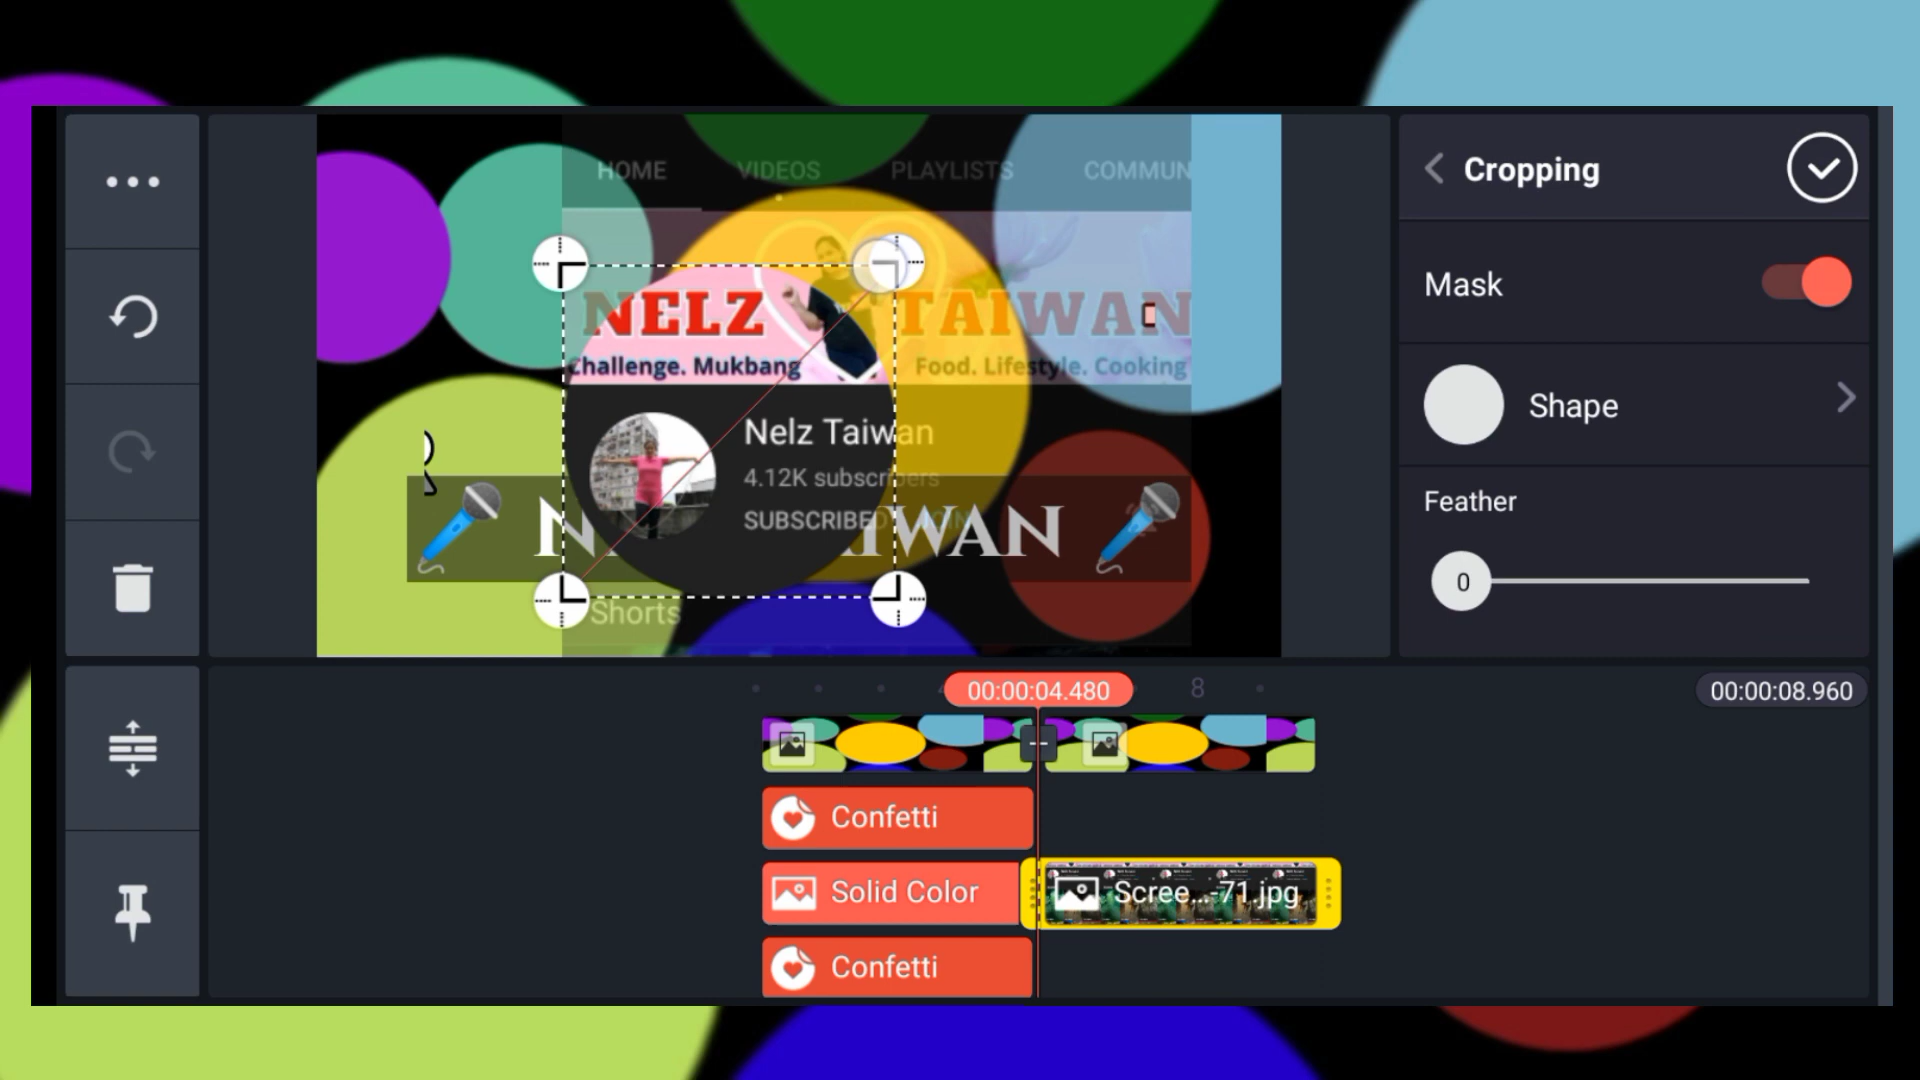 HOME VIDEOS PLAYLISTS COMMUN
NELZ TAIWAN
Challenge. Mukbang Food. Lifestyle. Cooking
Nelz Taiwan
4.12K subscribers
SUBSCRIBED JOIN
N IWAN
Shorts
Cropping
Mask
Shape
Feather
0
00:00:04.480
8
00:00:08.960
Confetti
Solid Color
Scree...-71.jpg
Confetti